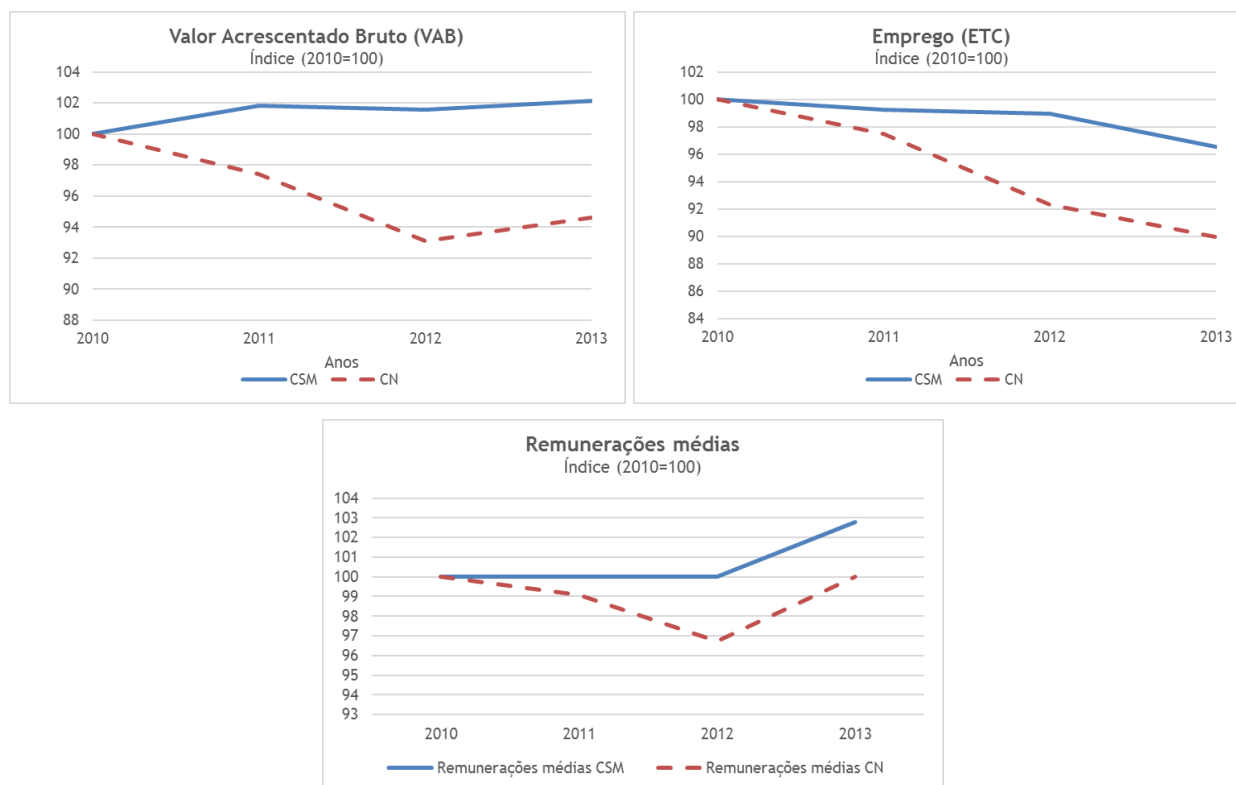 Valor Acrescentado Bruto (VAB)
Índice (2010=100)
104
102
100
98
96
94
92
90
88
2010 2011 2012 2013
Anos
CSM CN
Emprego (ETC)
Índice (2010=100)
102
100
98
96
94
92
90
88
86
84
2010 2011 2012 2013
Anos
CSM CN
Remunerações médias
Índice (2010=100)
104
103
102
101
100
99
98
97
96
95
94
93
2010 2011 2012 2013
Remunerações médias CSM Remunerações médias CN